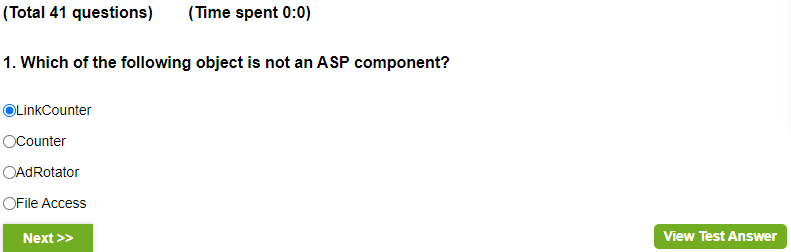 (Total 41 questions) (Time spent 0:0)
1. Which of the following object is not an ASP component?
LinkCounter
Counter
AdRotator
File Access
Next >>
View Test Answer